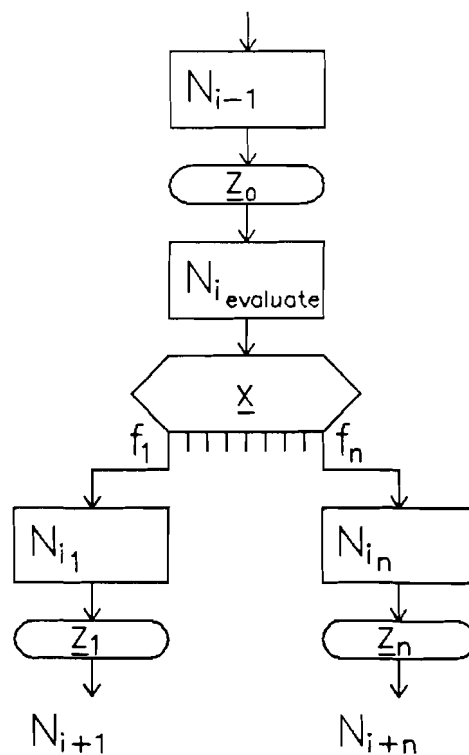 N_{i-1}
Z_0
N_{i_{evaluate}}
x
f_1 f_n
N_{i_1} N_{i_n}
Z_1 Z_n
N_{i+1} N_{i+n}